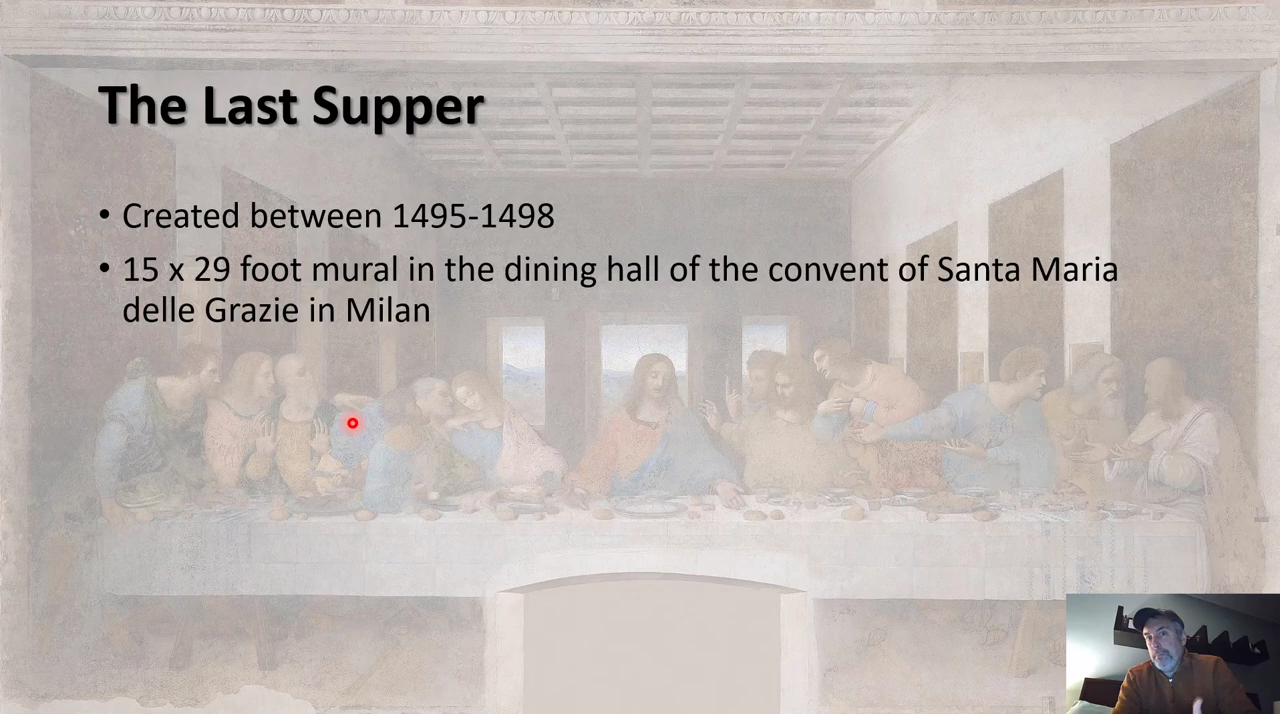 The Last Supper
• Created between 1495-1498
• 15 x 29 foot mural in the dining hall of the convent of Santa Maria
delle Grazie in Milan